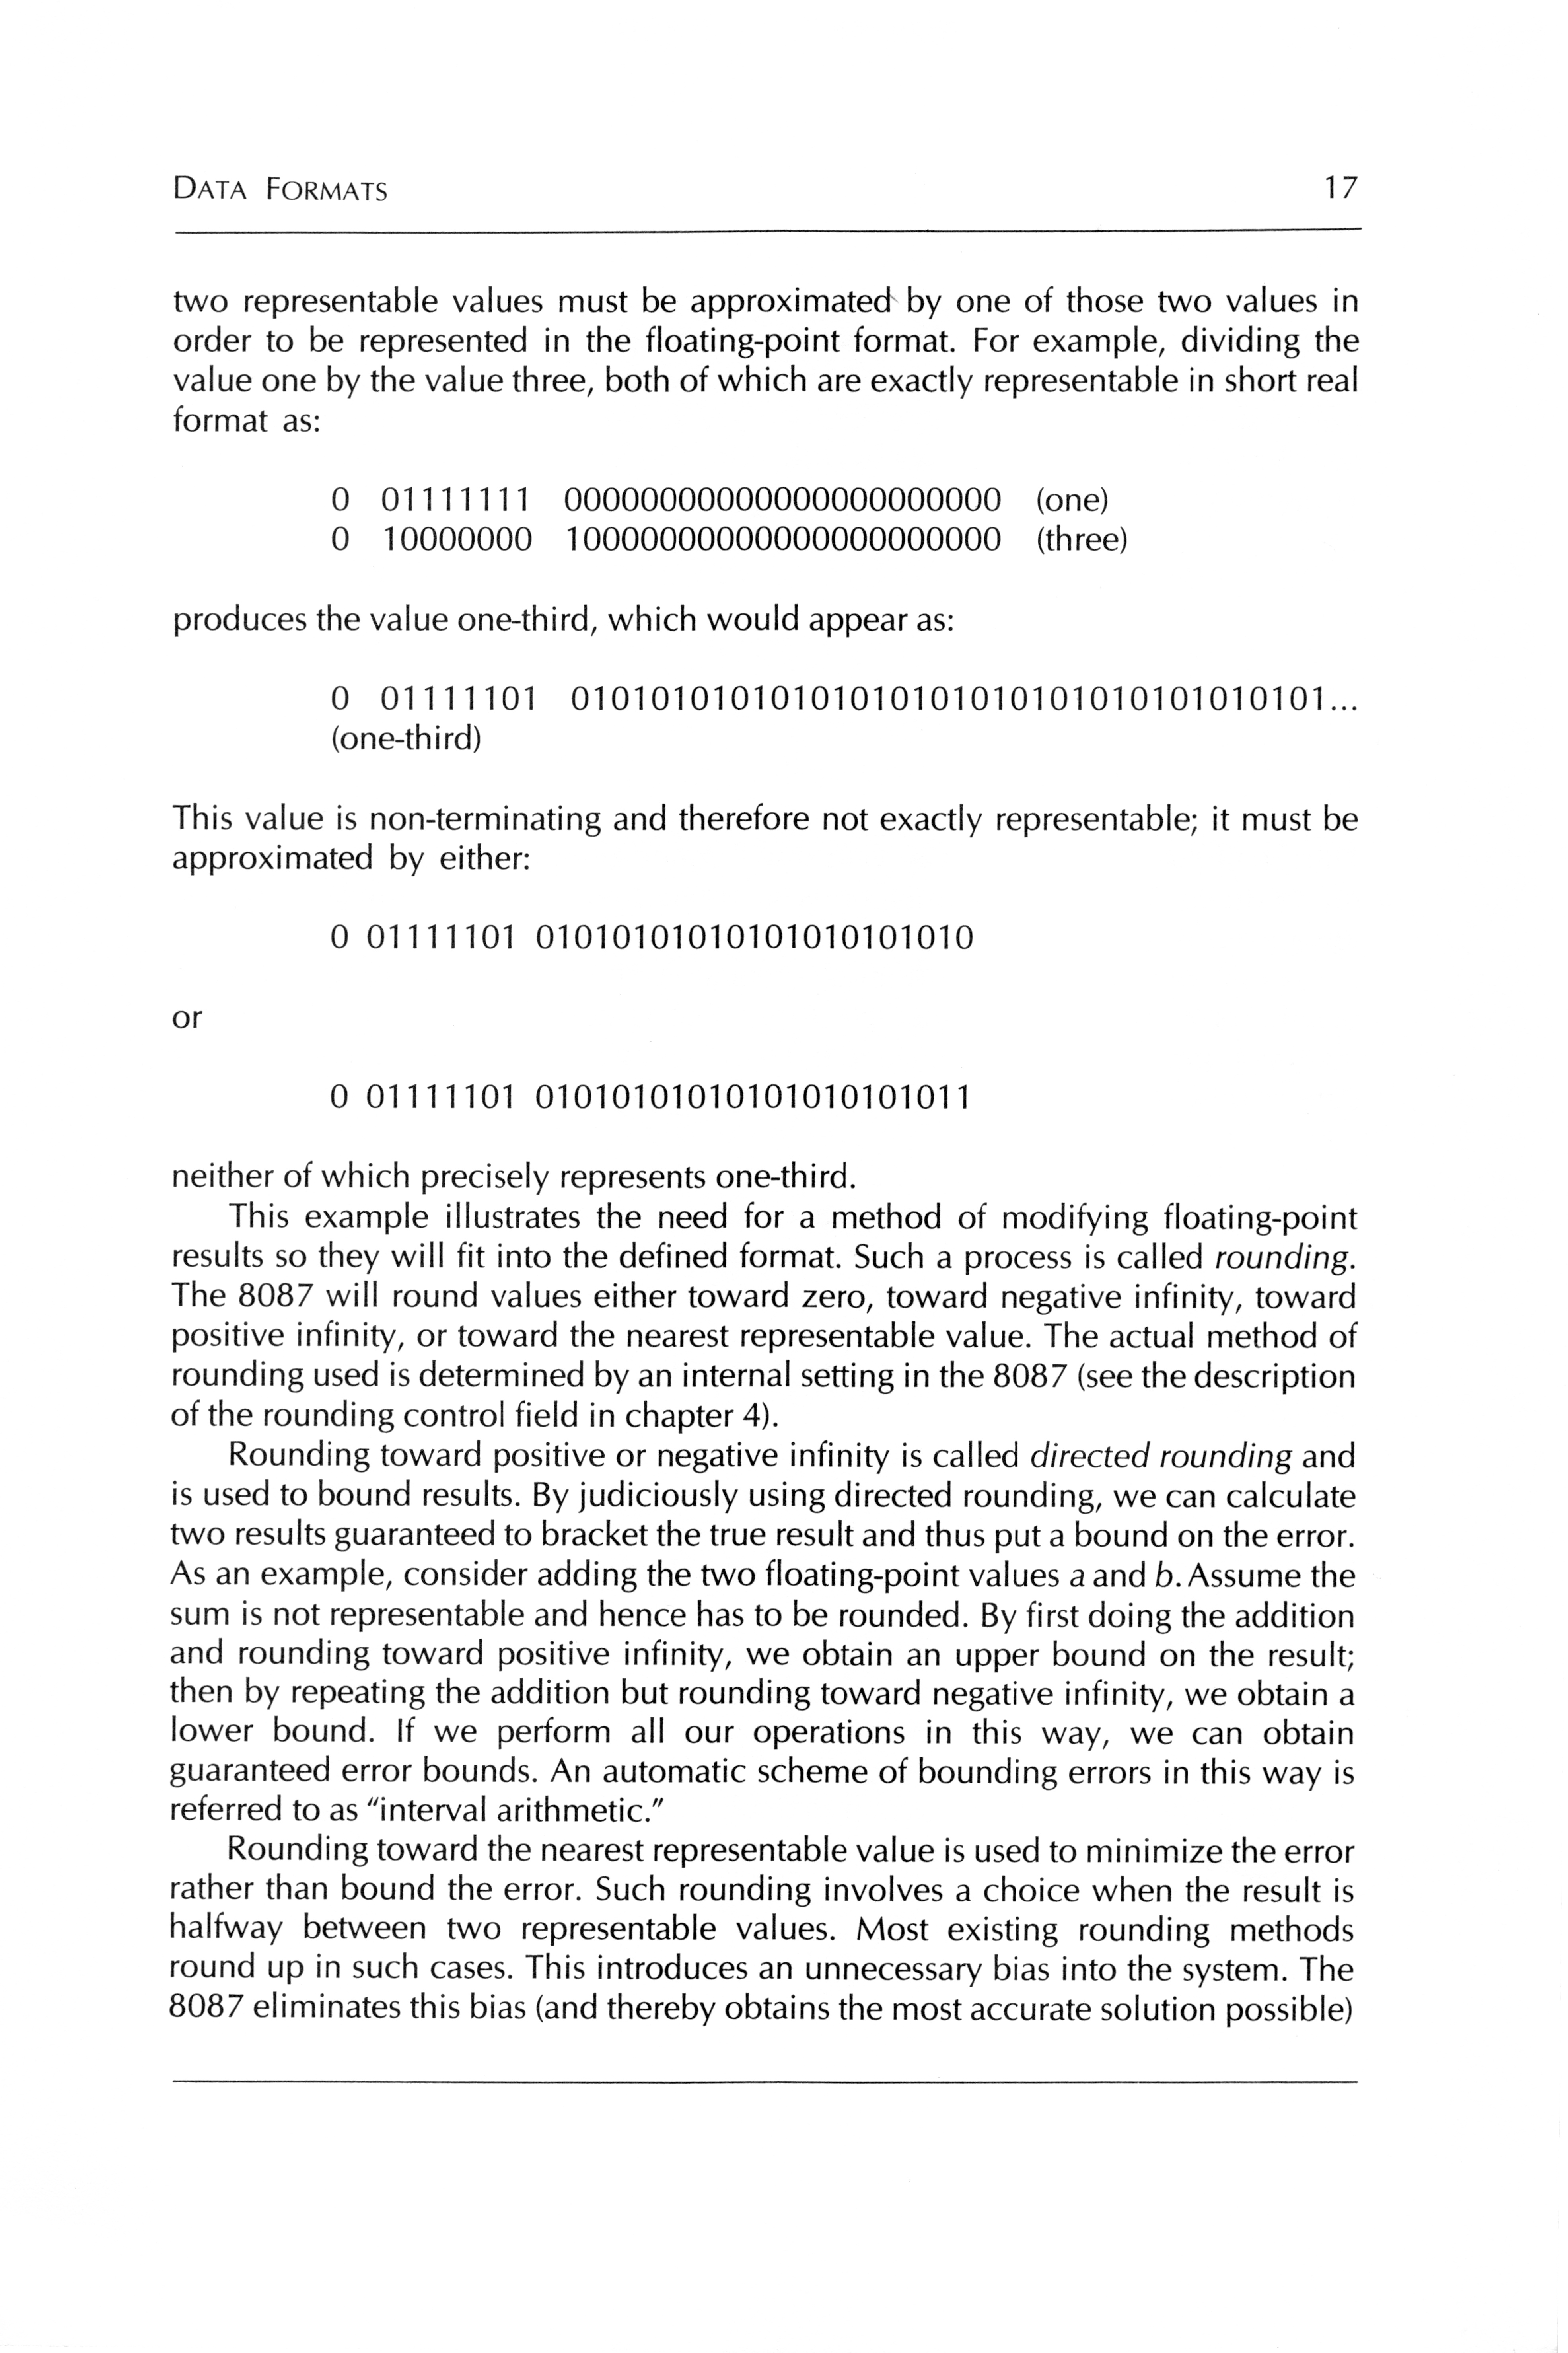 DATA FORMATS 17
two representable values must be approximated by one of those two values in
order to be represented in the floating-point format. For example, dividing the
value one by the value three, both of which are exactly representable in short real
format as:
0 01111111 00000000000000000000000 (one)
0 10000000 10000000000000000000000 (three)
produces the value one-third, which would appear as:
0 01111101 01010101010101010101010101010101010101...
(one-third)
This value is non-terminating and therefore not exactly representable; it must be
approximated by either:
0 01111101 01010101010101010101010
or
0 01111101 01010101010101010101011
neither of which precisely represents one-third.
This example illustrates the need for a method of modifying floating-point
results so they will fit into the defined format. Such a process is called rounding.
The 8087 will round values either toward zero, toward negative infinity, toward
positive infinity, or toward the nearest representable value. The actual method of
rounding used is determined by an internal setting in the 8087 (see the description
of the rounding control field in chapter 4).
Rounding toward positive or negative infinity is called directed rounding and
is used to bound results. By judiciously using directed rounding, we can calculate
two results guaranteed to bracket the true result and thus put a bound on the error.
As an example, consider adding the two floating-point values a and b. Assume the
sum is not representable and hence has to be rounded. By first doing the addition
and rounding toward positive infinity, we obtain an upper bound on the result;
then by repeating the addition but rounding toward negative infinity, we obtain a
lower bound. If we perform all our operations in this way, we can obtain
guaranteed error bounds. An automatic scheme of bounding errors in this way is
referred to as "interval arithmetic."
Rounding toward the nearest representable value is used to minimize the error
rather than bound the error. Such rounding involves a choice when the result is
halfway between two representable values. Most existing rounding methods
round up in such cases. This introduces an unnecessary bias into the system. The
8087 eliminates this bias (and thereby obtains the most accurate solution possible)